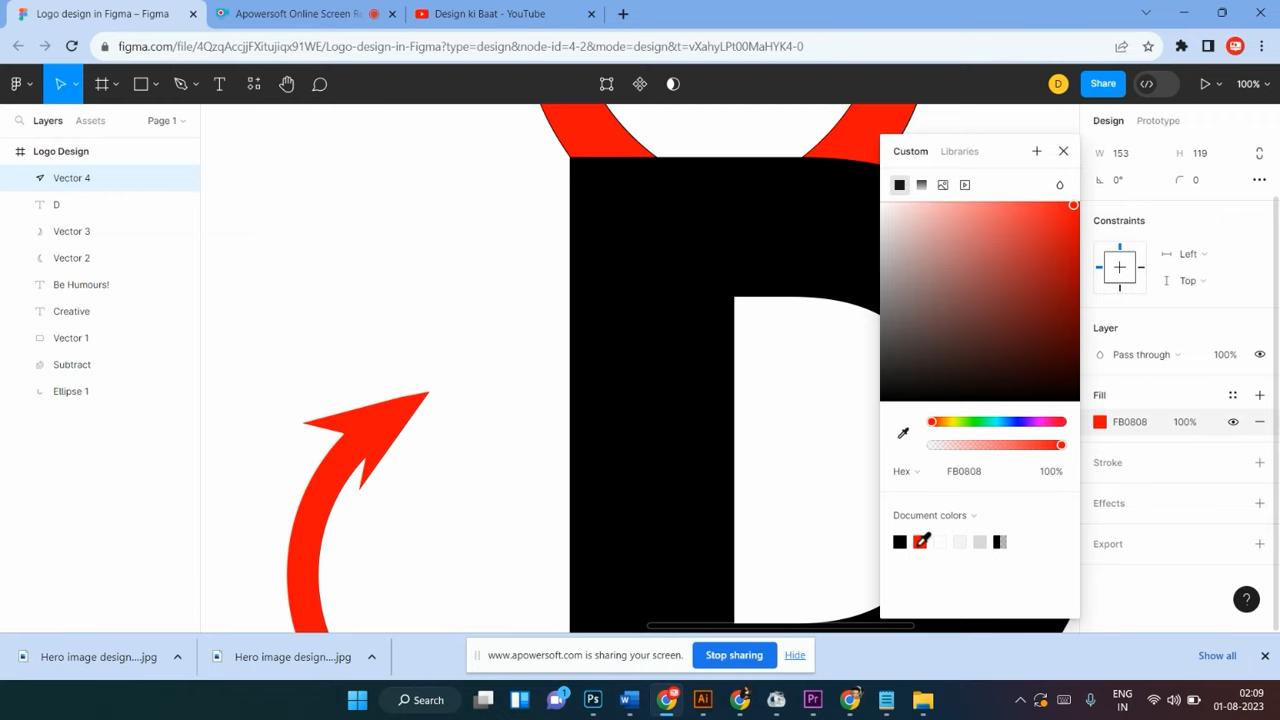 Logo design in Figma – Figma
Apowersoft Online Screen Re
Design ki Baat - YouTube
figma.com/file/4QzqAccjjFXitujiqx91WE/Logo-design-in-Figma?type=design&node-id=4-2&mode=design&t=vXahyLPt00MaHYK4-0
D
Share
100%
Layers
Assets
Page 1
Logo Design
Vector 4
D
Vector 3
Vector 2
Be Humours!
Creative
Vector 1
Subtract
Ellipse 1
Custom
Libraries
Hex
FB0808
100%
Document colors
Design
Prototype
W 153
H 119
0°
0
Constraints
Left
Top
Layer
Pass through
100%
Fill
FB0808
100%
Stroke
Effects
Export
?
Hero image design....jpg
Hero image design....jpg
www.apowersoft.com is sharing your screen.
Stop sharing
Hide
Show all
Search
1
Ps
Ai
Pr
ENG
IN
02:09
01-08-2023